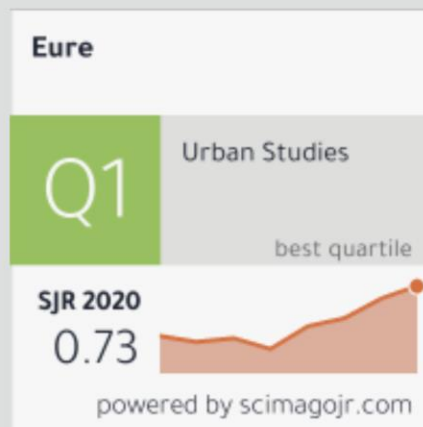 Eure
Q1
Urban Studies
best quartile
SJR 2020
0.73
powered by scimagojr.com